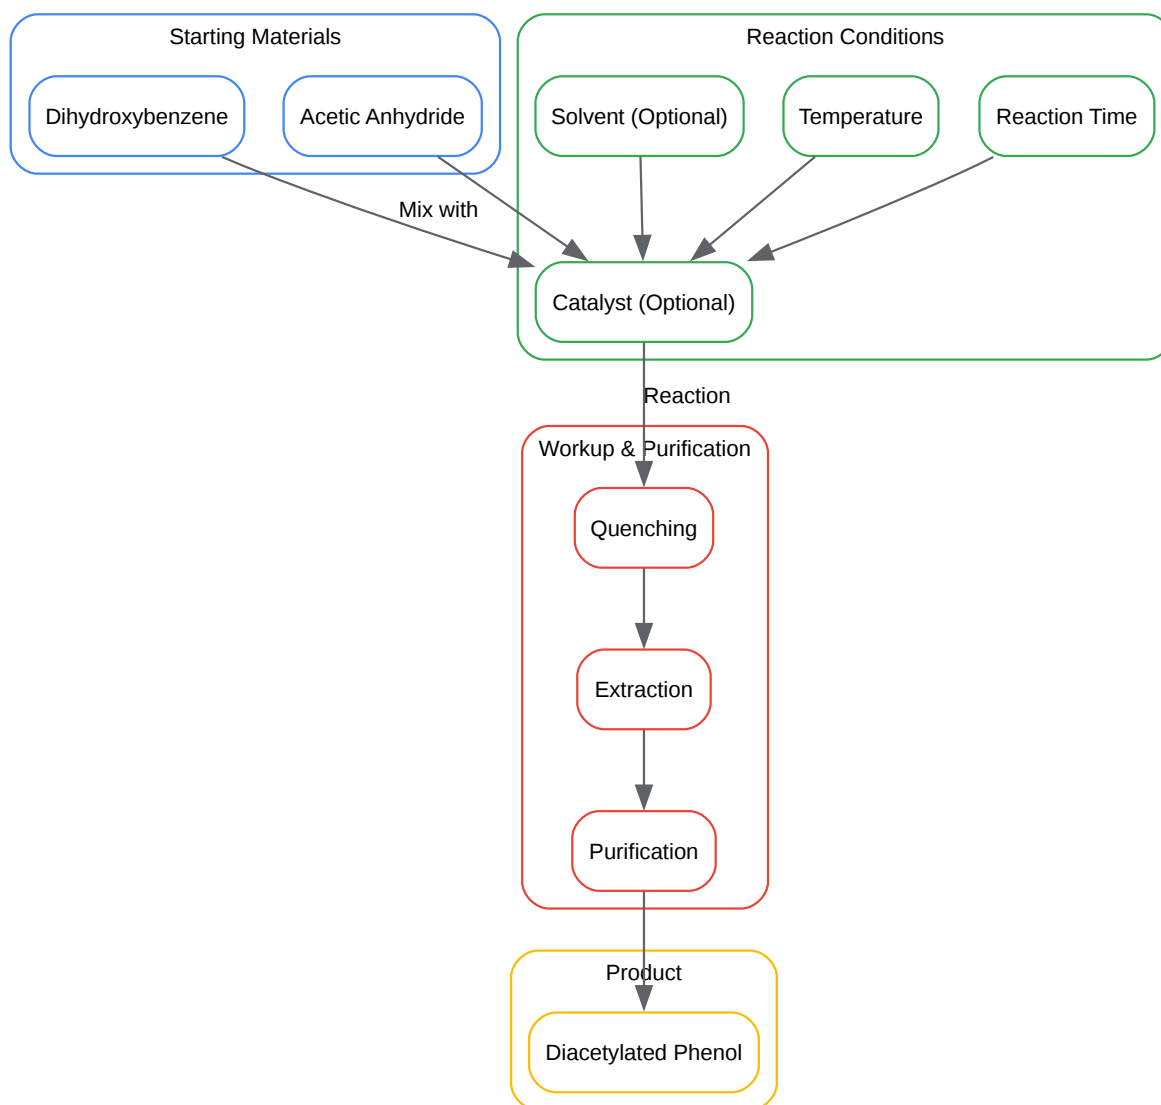 Starting Materials
Reaction Conditions
Dihydroxybenzene
Acetic Anhydride
Solvent (Optional)
Temperature
Reaction Time
Mix with
Catalyst (Optional)
Reaction
Workup & Purification
Quenching
Extraction
Purification
Product
Diacetylated Phenol